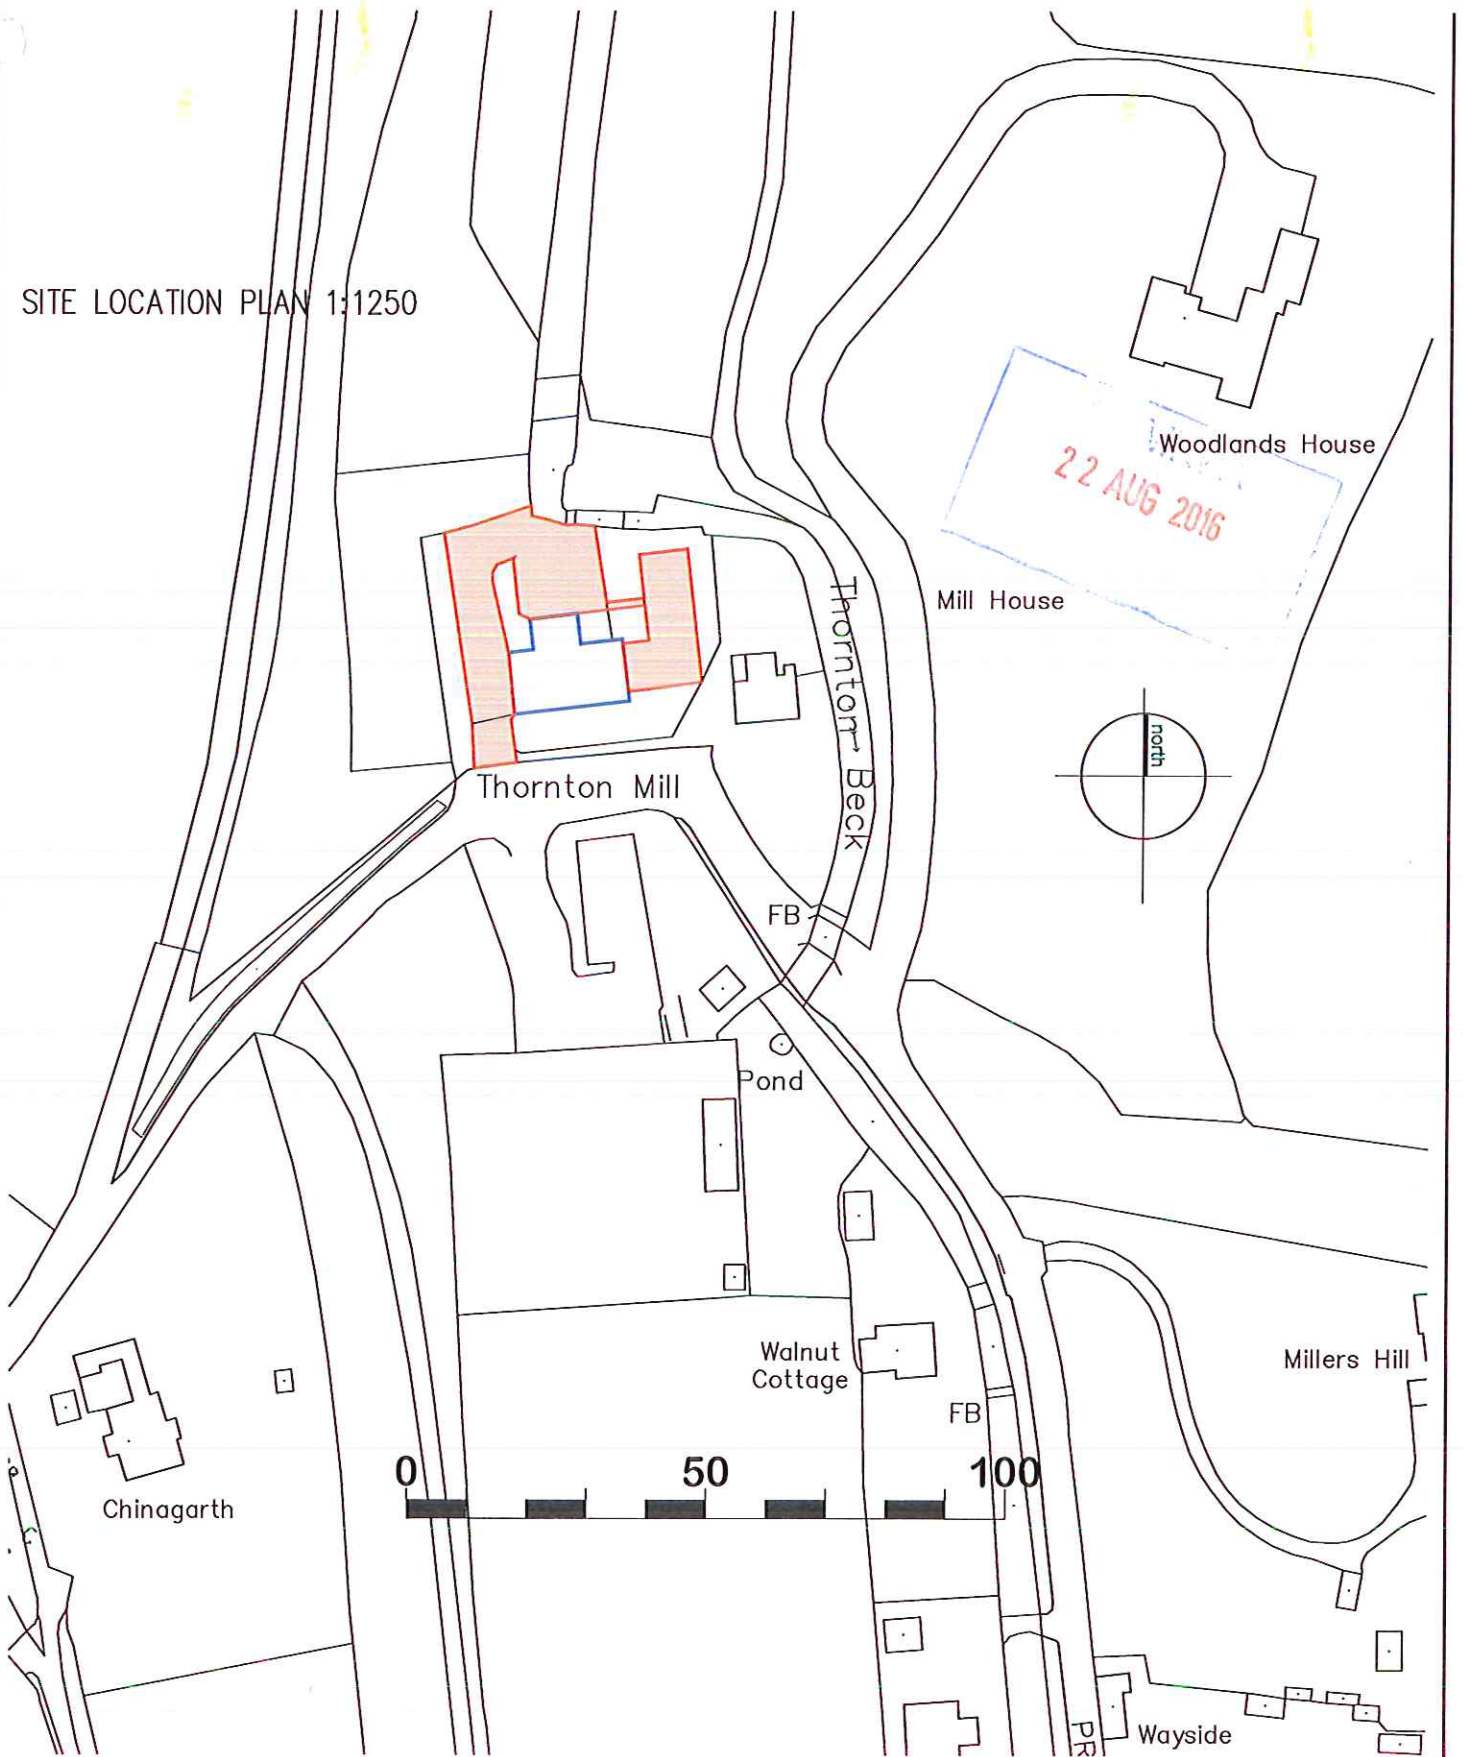 SITE LOCATION PLAN 1:1250
Woodlands House
22 AUG 2016
Mill House
Thornton Beck
north
Thornton Mill
FB
Pond
Walnut
Cottage
Millers Hill
FB
0 50 100
Chinagarth
PR
Wayside